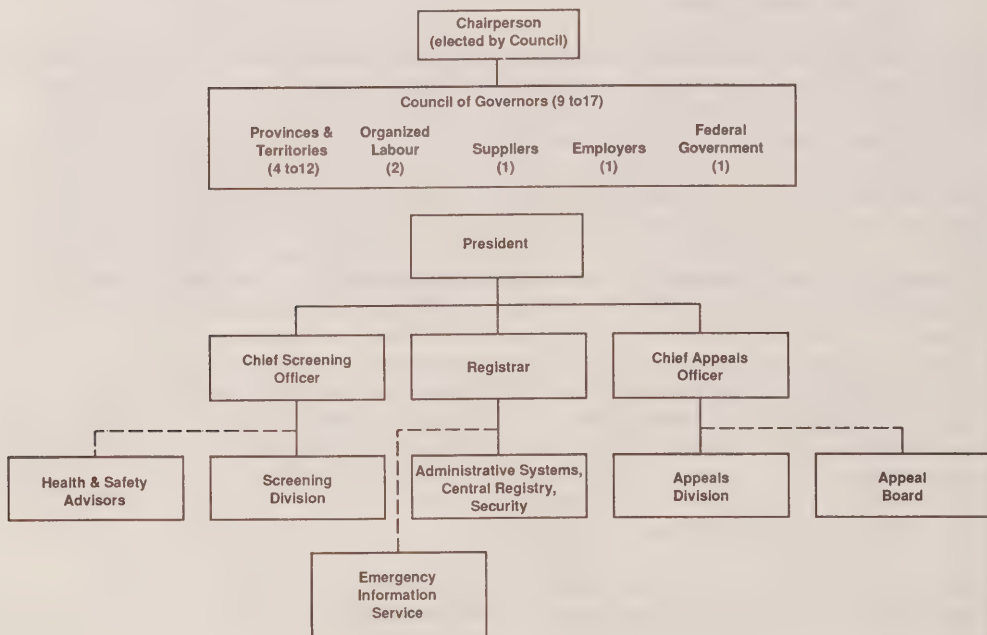 Chairperson
(elected by Council)
Council of Governors (9 to17)
Provinces &
Territories
(4 to12)
Organized
Labour
(2)
Suppliers
(1)
Employers
(1)
Federal
Government
(1)
President
Chief Screening
Officer
Registrar
Chief Appeals
Officer
Health & Safety
Advisors
Screening
Division
Administrative Systems,
Central Registry,
Security
Appeals
Division
Appeal
Board
Emergency
Information
Service